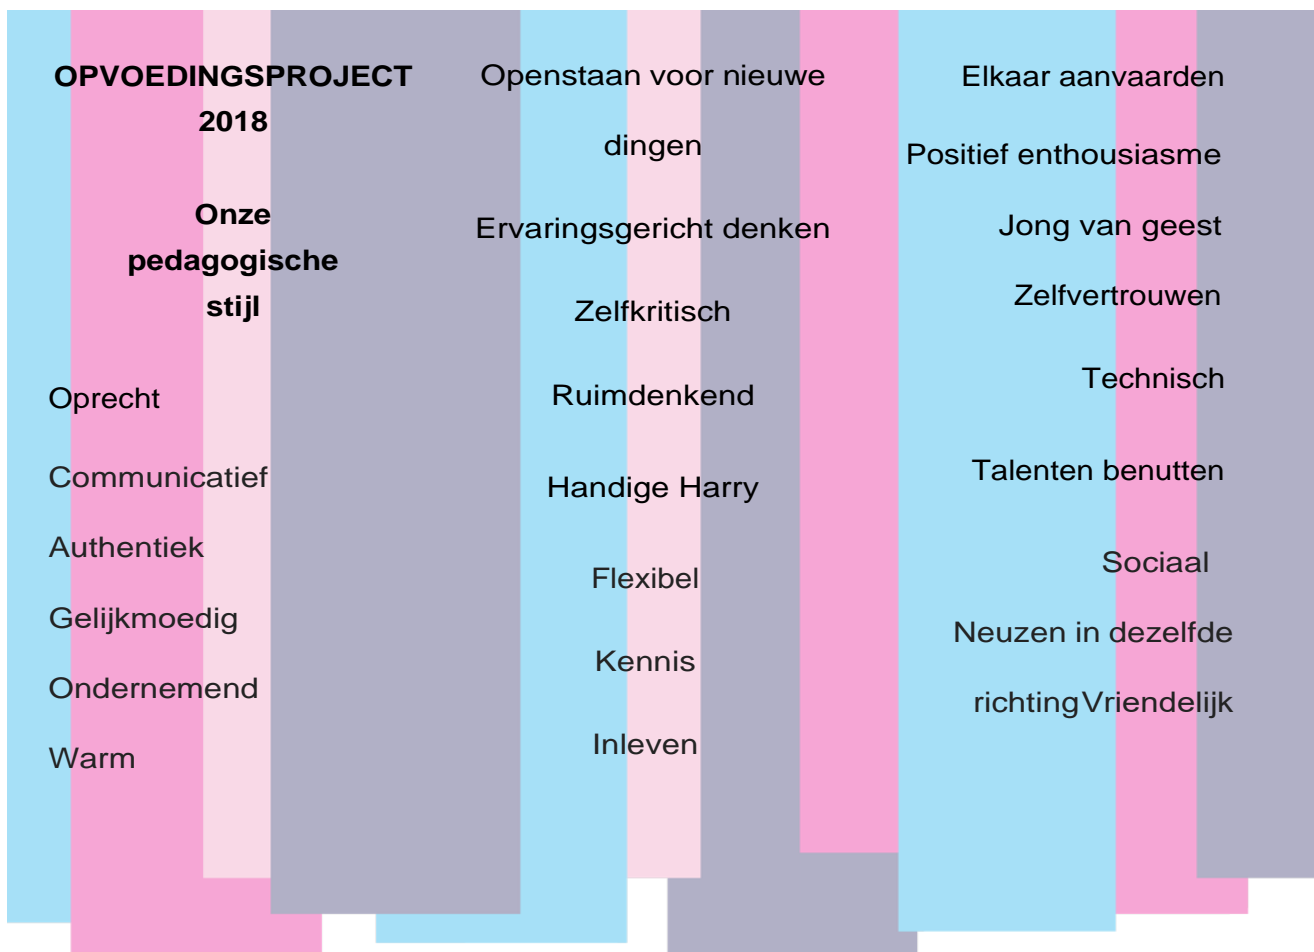 OPVOEDINGSPROJECT
2018
Onze
pedagogische
stijl
Oprecht
Communicatief
Authentiek
Gelijkmoedig
Ondernemend
Warm
Openstaan voor nieuwe
dingen
Ervaringsgericht denken
Zelfkritisch
Ruimdenkend
Handige Harry
Flexibel
Kennis
Inleven
Elkaar aanvaarden
Positief enthousiasme
Jong van geest
Zelfvertrouwen
Technisch
Talenten benutten
Sociaal
Neuzen in dezelfde
richtingVriendelijk